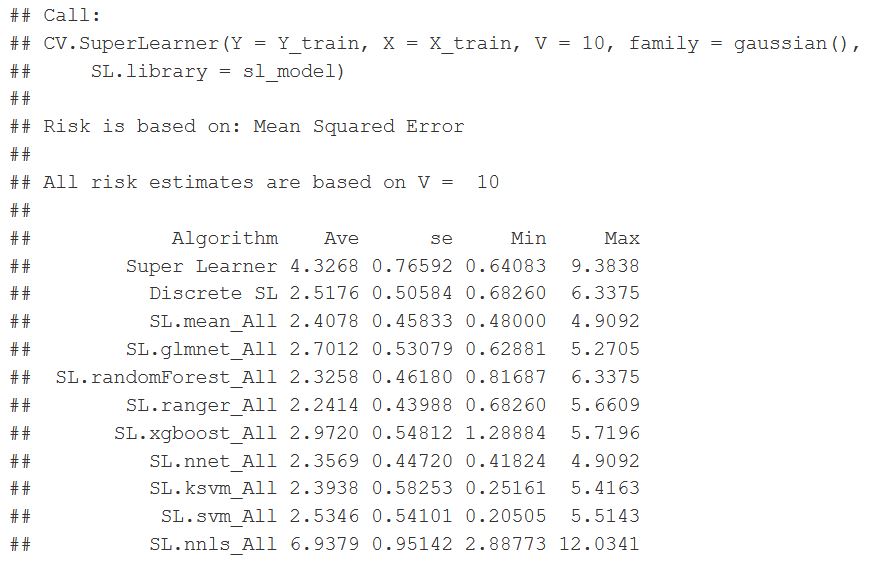 ## Call:
## CV.SuperLearner(Y = Y_train, X = X_train, V = 10, family = gaussian(),
##     SL.library = sl_model)
##
## Risk is based on: Mean Squared Error
##
## All risk estimates are based on V =  10
##
##            Algorithm    Ave      se     Min     Max
##        Super Learner 4.3268 0.76592 0.64083  9.3838
##          Discrete SL 2.5176 0.50584 0.68260  6.3375
##          SL.mean_All 2.4078 0.45833 0.48000  4.9092
##        SL.glmnet_All 2.7012 0.53079 0.62881  5.2705
##  SL.randomForest_All 2.3258 0.46180 0.81687  6.3375
##        SL.ranger_All 2.2414 0.43988 0.68260  5.6609
##       SL.xgboost_All 2.9720 0.54812 1.28884  5.7196
##          SL.nnet_All 2.3569 0.44720 0.41824  4.9092
##          SL.ksvm_All 2.3938 0.58253 0.25161  5.4163
##           SL.svm_All 2.5346 0.54101 0.20505  5.5143
##          SL.nnls_All 6.9379 0.95142 2.88773 12.0341